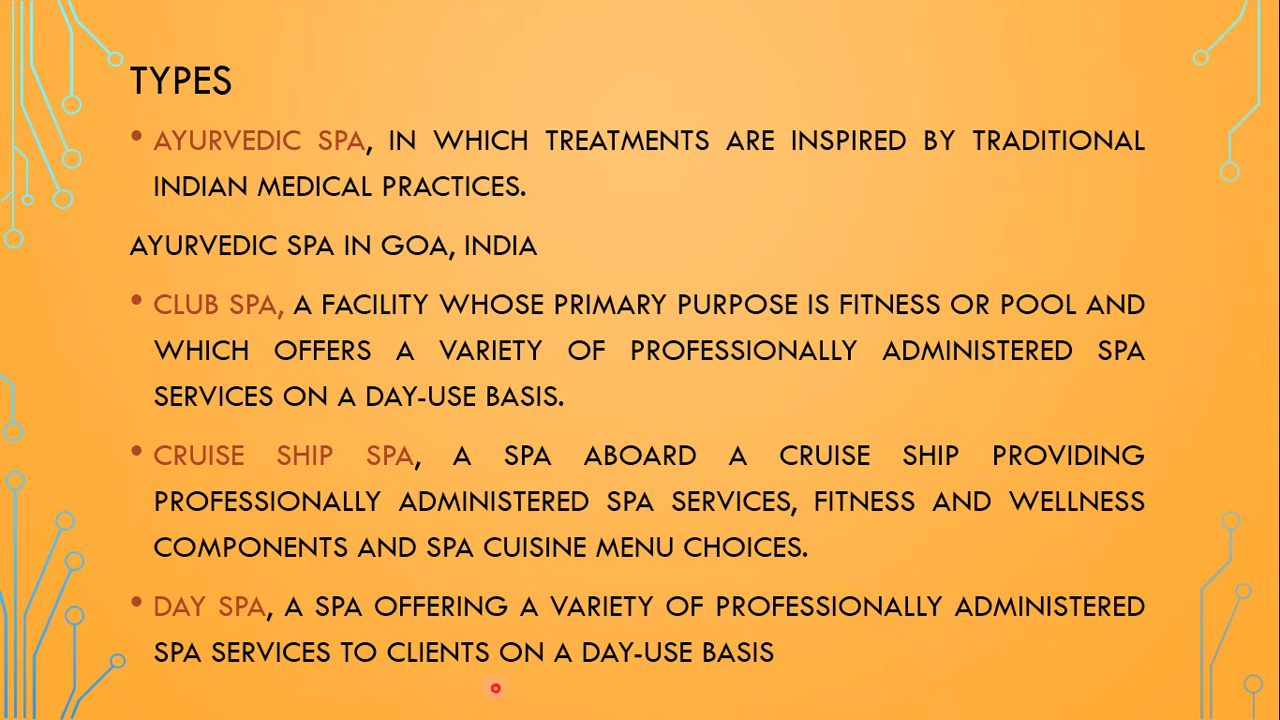 TYPES
• AYURVEDIC SPA, IN WHICH TREATMENTS ARE INSPIRED BY TRADITIONAL
INDIAN MEDICAL PRACTICES.
AYURVEDIC SPA IN GOA, INDIA
• CLUB SPA, A FACILITY WHOSE PRIMARY PURPOSE IS FITNESS OR POOL AND
WHICH OFFERS A VARIETY OF PROFESSIONALLY ADMINISTERED SPA
SERVICES ON A DAY-USE BASIS.
• CRUISE SHIP SPA, A SPA ABOARD A CRUISE SHIP PROVIDING
PROFESSIONALLY ADMINISTERED SPA SERVICES, FITNESS AND WELLNESS
COMPONENTS AND SPA CUISINE MENU CHOICES.
• DAY SPA, A SPA OFFERING A VARIETY OF PROFESSIONALLY ADMINISTERED
SPA SERVICES TO CLIENTS ON A DAY-USE BASIS